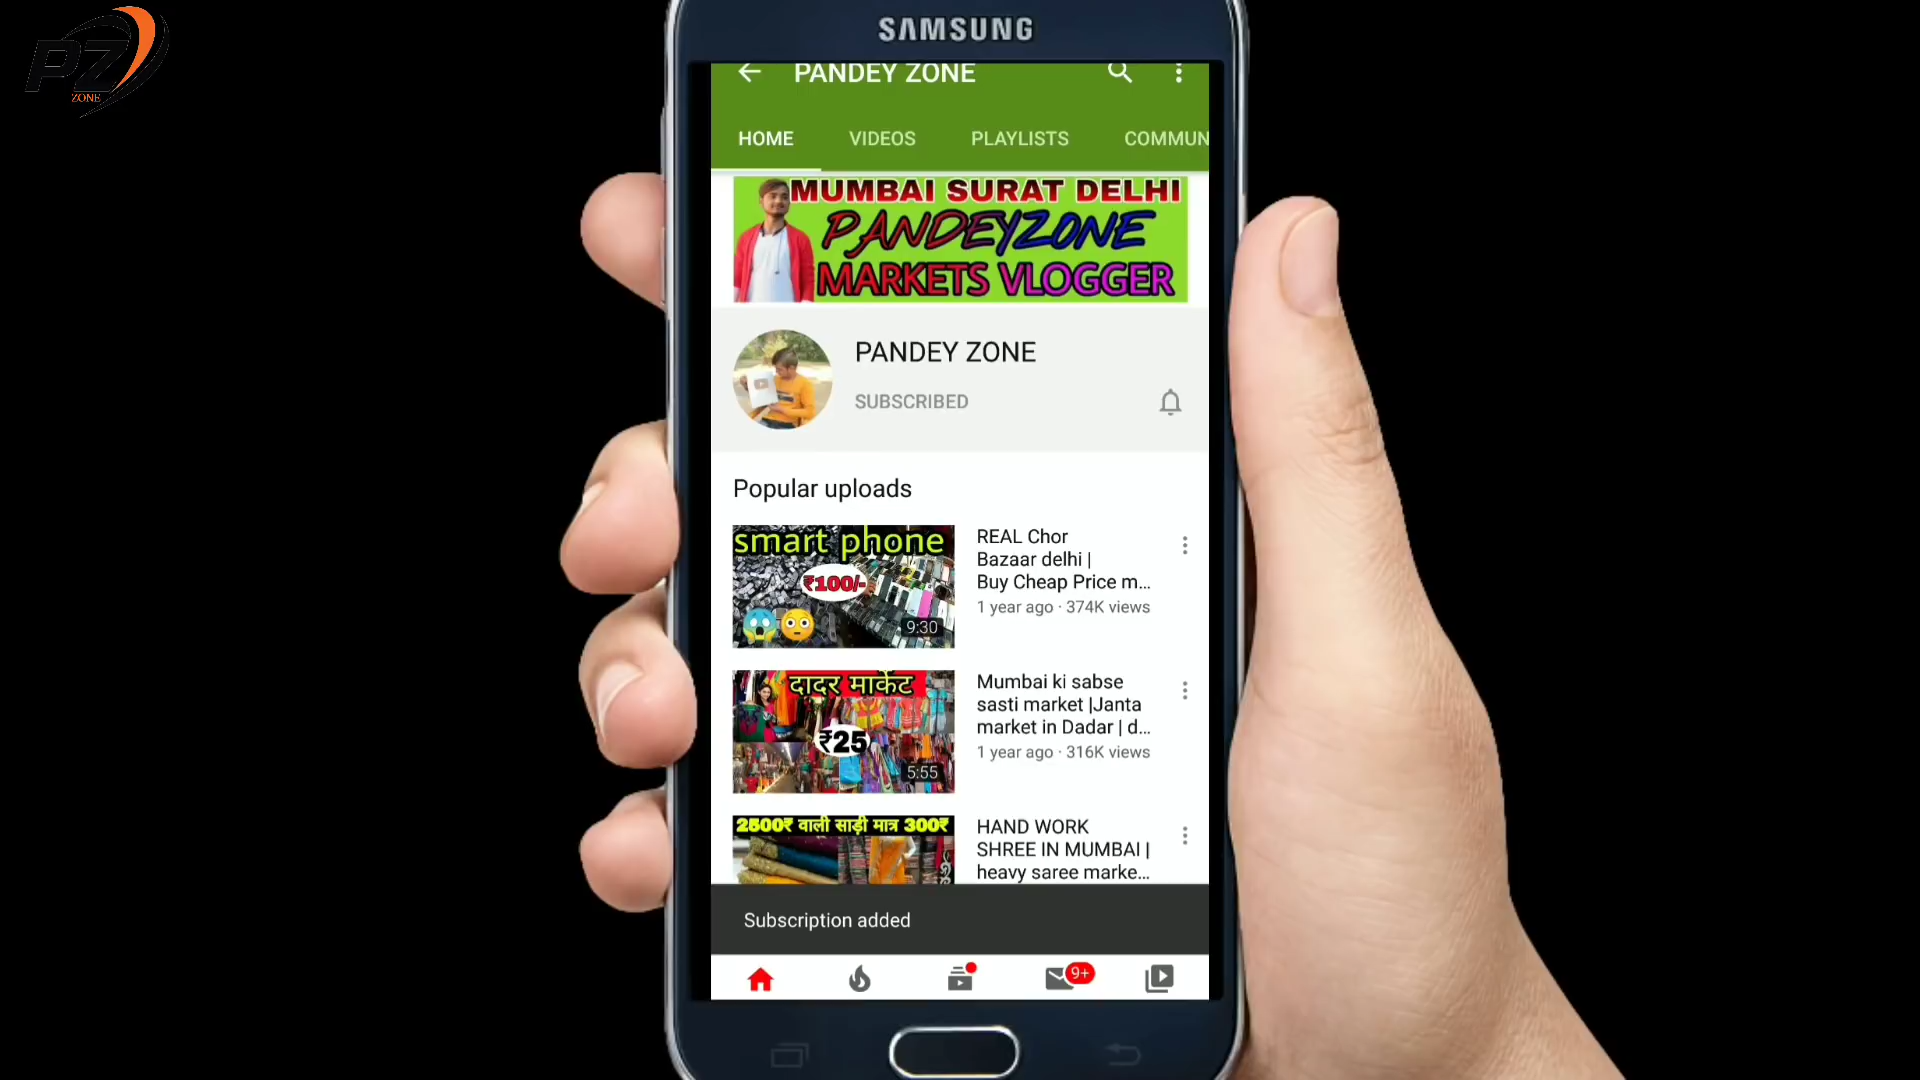 PZ
ZONE
SAMSUNG
PANDEY ZONE
HOME VIDEOS PLAYLISTS COMMUN
MUMBAI SURAT DELHI
PANDEYZONE
MARKETS VLOGGER
PANDEY ZONE
SUBSCRIBED
Popular uploads
smart phone
₹100/-
9:30
REAL Chor
Bazaar delhi |
Buy Cheap Price m...
1 year ago · 374K views
दादर मार्केट
₹25
5:55
Mumbai ki sabse
sasti market |Janta
market in Dadar | d...
1 year ago · 316K views
2500₹ वाली साड़ी मात्र 300₹
HAND WORK
SHREE IN MUMBAI |
heavy saree marke...
Subscription added
9+